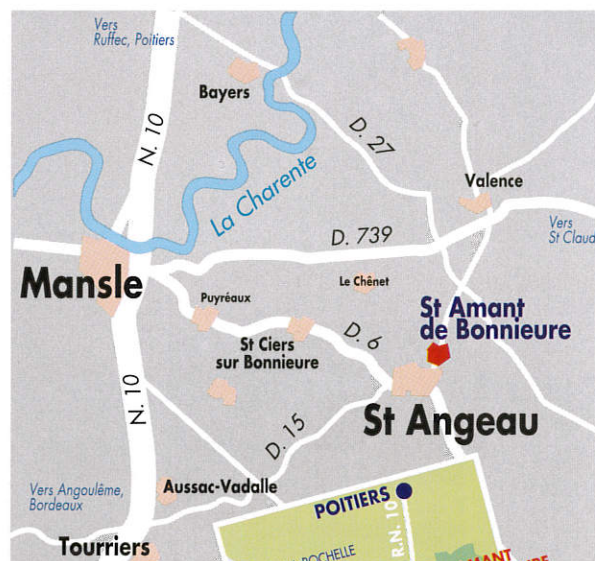 Vers
Ruffec, Poitiers
Bayers
N. 10
D. 27
La Charente
Valence
Vers
St Claud
D. 739
Mansle
Le Chênet
Puyréaux
St Amant
de Bonnieure
St Ciers
sur Bonnieure
D. 6
N. 10
St Angeau
D. 15
Vers Angoulême,
Bordeaux
Aussac-Vadalle
POITIERS
R.N. 10
Tourriers
ROCHELLE